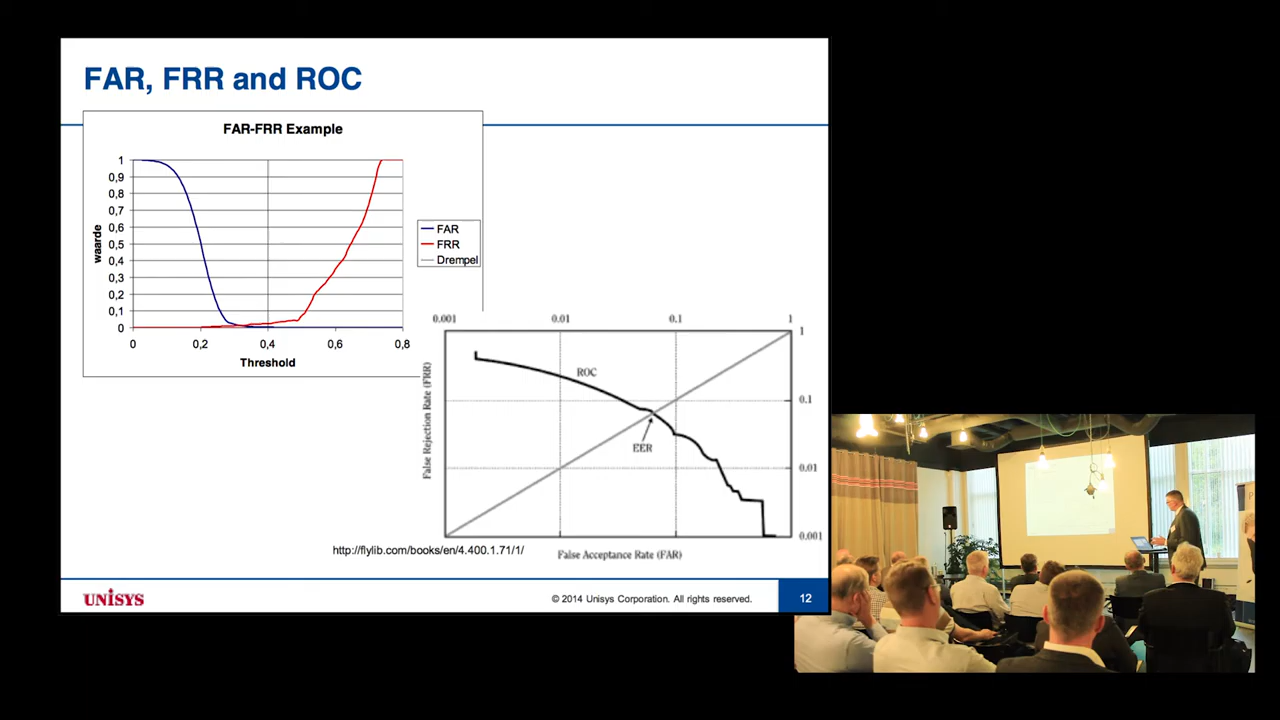 FAR, FRR and ROC
FAR-FRR Example
1
0,9
0,8
0,7
0,6
0,5
0,4
0,3
0,2
0,1
0
waarde
0 0,2 0,4 0,6 0,8
Threshold
FAR
FRR
Drempel
0.001 0.01 0.1 1
1
0.1
0.01
0.001
False Rejection Rate (FRR)
ROC
EER
False Acceptance Rate (FAR)
http://flylib.com/books/en/4.400.1.71/1/
UNISYS
© 2014 Unisys Corporation. All rights reserved.
12